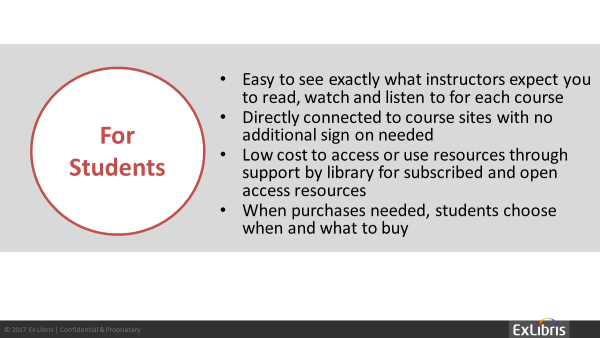 For
Students
• Easy to see exactly what instructors expect you
to read, watch and listen to for each course
• Directly connected to course sites with no
additional sign on needed
• Low cost to access or use resources through
support by library for subscribed and open
access resources
• When purchases needed, students choose
when and what to buy
© 2017 Ex Libris | Confidential & Proprietary
ExLibris